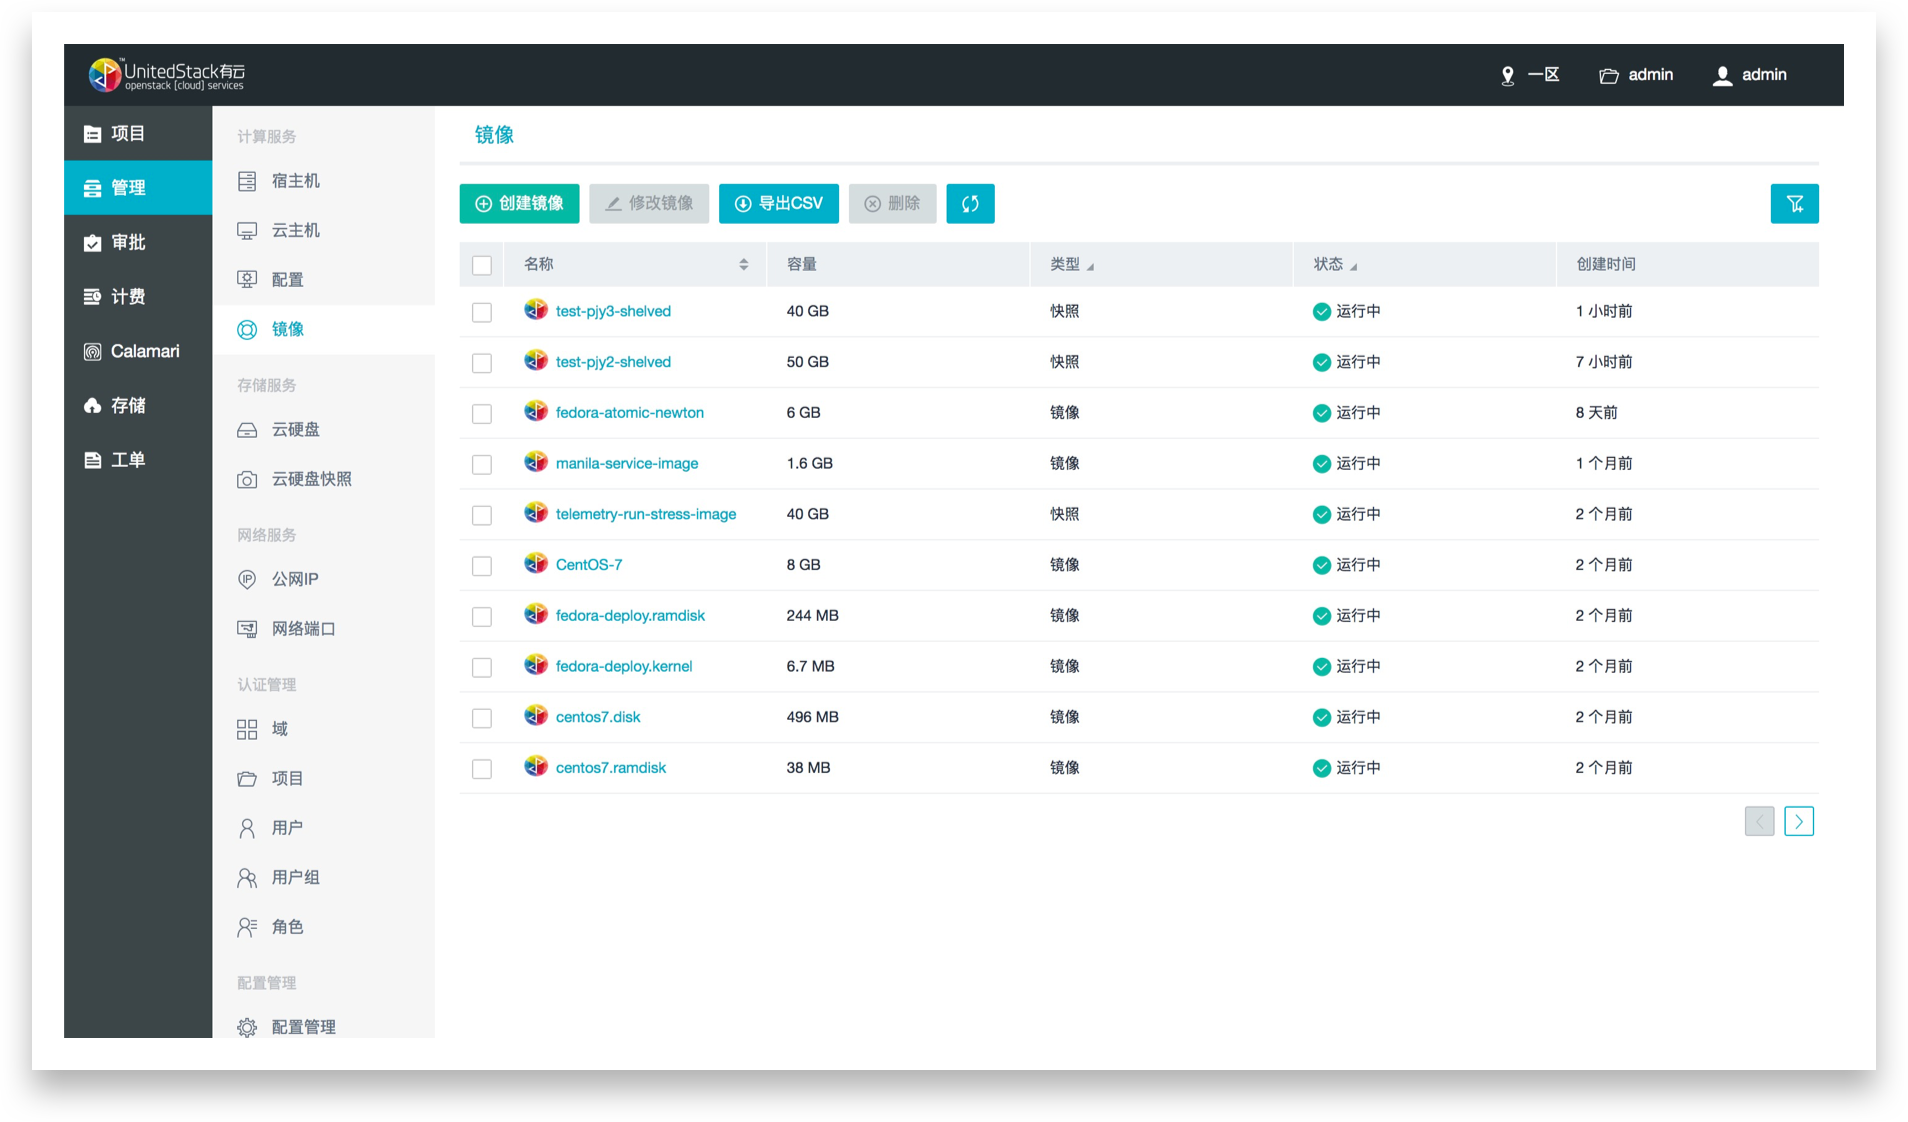 UnitedStack有云
openstack [cloud] services
一区
admin
admin
项目
管理
审批
计费
Calamari
存储
工单
计算服务
宿主机
云主机
配置
镜像
存储服务
云硬盘
云硬盘快照
网络服务
公网IP
网络端口
认证管理
域
项目
用户
用户组
角色
配置管理
配置管理
镜像
创建镜像 修改镜像 导出CSV 删除
名称 容量 类型 状态 创建时间
test-pjy3-shelved 40 GB 快照 运行中 1 小时前
test-pjy2-shelved 50 GB 快照 运行中 7 小时前
fedora-atomic-newton 6 GB 镜像 运行中 8 天前
manila-service-image 1.6 GB 镜像 运行中 1 个月前
telemetry-run-stress-image 40 GB 快照 运行中 2 个月前
CentOS-7 8 GB 镜像 运行中 2 个月前
fedora-deploy.ramdisk 244 MB 镜像 运行中 2 个月前
fedora-deploy.kernel 6.7 MB 镜像 运行中 2 个月前
centos7.disk 496 MB 镜像 运行中 2 个月前
centos7.ramdisk 38 MB 镜像 运行中 2 个月前